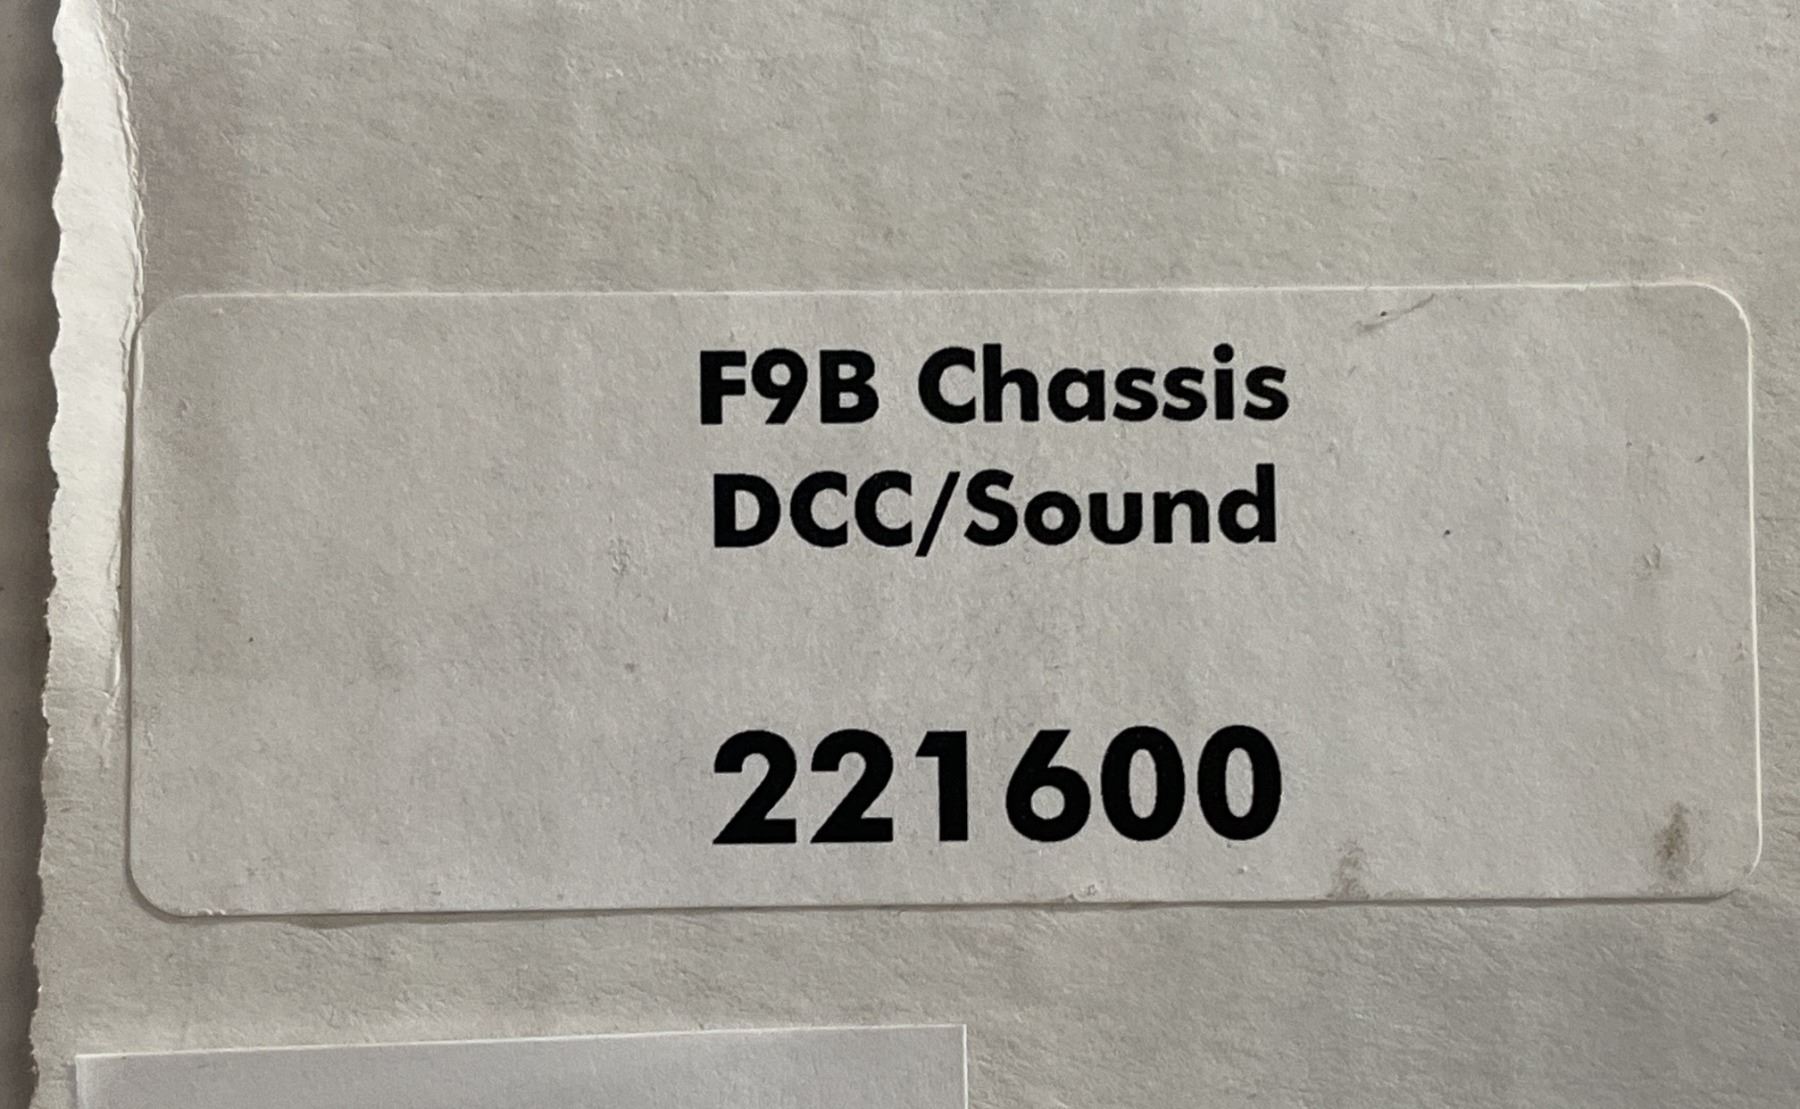 F9B Chassis
DCC/Sound
221600